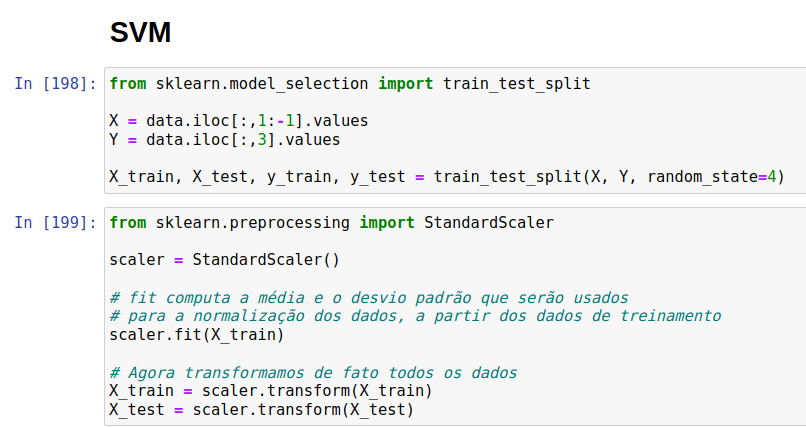 SVM
In [198]: from sklearn.model_selection import train_test_split
X = data.iloc[:,1:-1].values
Y = data.iloc[:,3].values
X_train, X_test, y_train, y_test = train_test_split(X, Y, random_state=4)
In [199]: from sklearn.preprocessing import StandardScaler
scaler = StandardScaler()
# fit computa a média e o desvio padrão que serão usados
# para a normalização dos dados, a partir dos dados de treinamento
scaler.fit(X_train)
# Agora transformamos de fato todos os dados
X_train = scaler.transform(X_train)
X_test = scaler.transform(X_test)